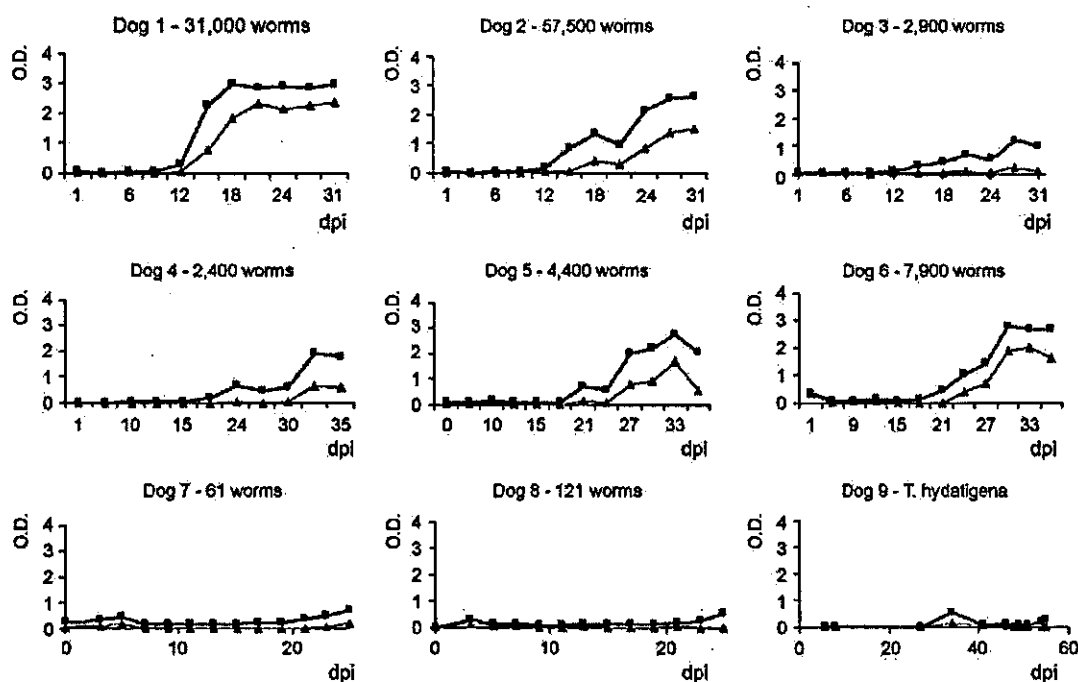 Dog 1 - 31,000 worms
O.D.
4
3
2
1
0
1 6 12 18 24 31
dpi
Dog 2 - 57,500 worms
O.D.
4
3
2
1
0
1 6 12 18 24 31
dpi
Dog 3 - 2,900 worms
O.D.
4
3
2
1
0
1 6 12 18 24 31
dpi
Dog 4 - 2,400 worms
O.D.
4
3
2
1
0
1 10 15 24 30 35
dpi
Dog 5 - 4,400 worms
O.D.
4
3
2
1
0
0 10 15 21 27 33
dpi
Dog 6 - 7,900 worms
O.D.
4
3
2
1
0
1 9 15 21 27 33
dpi
Dog 7 - 61 worms
O.D.
4
3
2
1
0
0 10 20
dpi
Dog 8 - 121 worms
O.D.
4
3
2
1
0
0 10 20
dpi
Dog 9 - T. hydatigena
O.D.
4
3
2
1
0
0 20 40 60
dpi